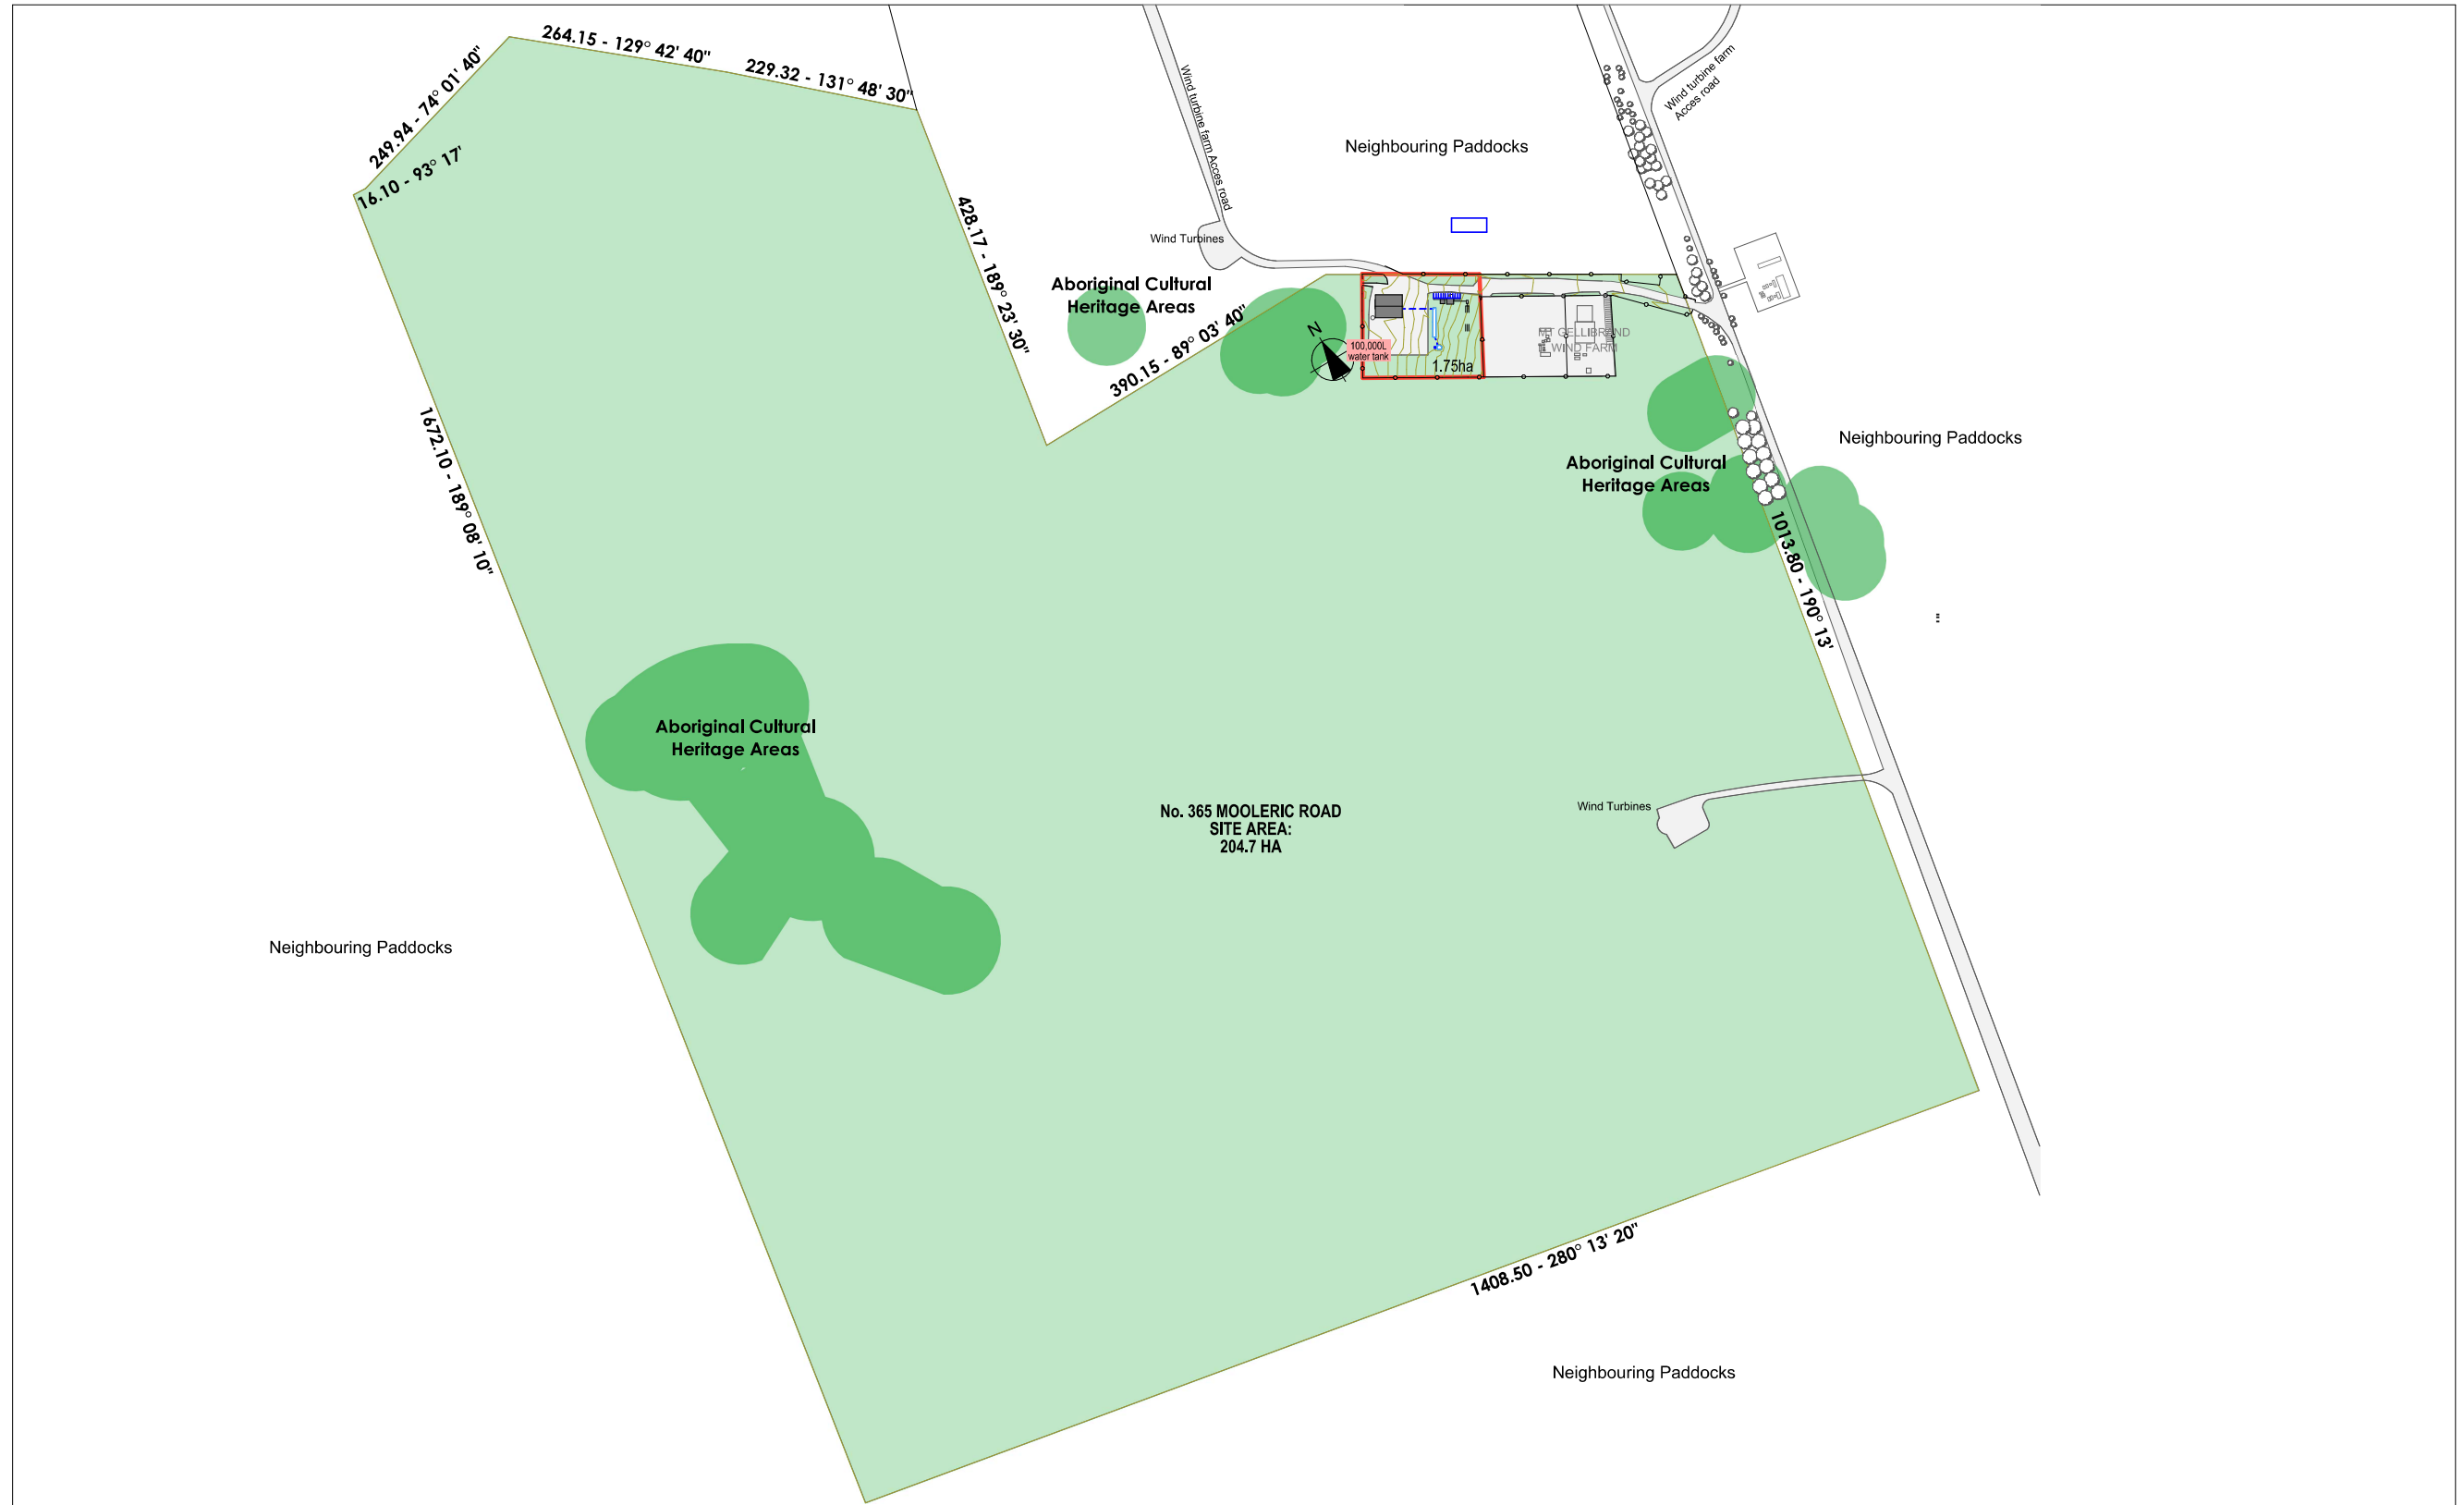 264.15 - 129° 42' 40"
229.32 - 131° 48' 30"
249.94 - 74° 01' 40"
16.10 - 93° 17'
Wind turbine farm Acces road
Wind turbine farm
Acces road
Neighbouring Paddocks
Wind Turbines
428.17 - 189° 23' 30"
Aboriginal Cultural
Heritage Areas
390.15 - 89° 03' 40"
N
100,000L
water tank
1.75ha
MT GELLIBRAND
WIND FARM
Neighbouring Paddocks
Aboriginal Cultural
Heritage Areas
1672.10 - 189° 08' 10"
1013.80 - 190° 13'
Aboriginal Cultural
Heritage Areas
No. 365 MOOLERIC ROAD
SITE AREA:
204.7 HA
Wind Turbines
Neighbouring Paddocks
1408.50 - 280° 13' 20"
Neighbouring Paddocks